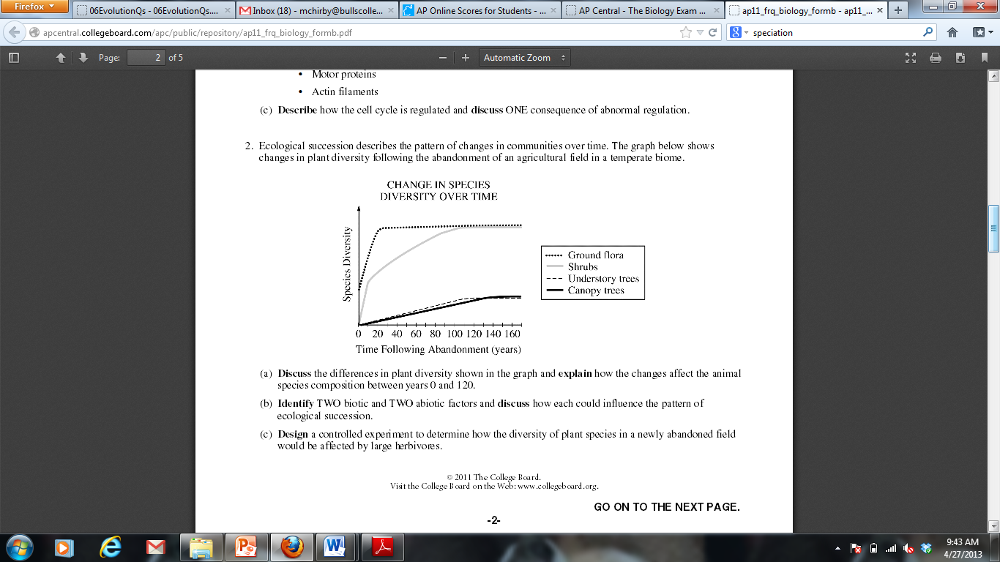 Firefox
06EvolutionQs - 06EvolutionQs....
Inbox (18) - mchirby@bullscolle...
AP Online Scores for Students - ...
AP Central - The Biology Exam ...
ap11_frq_biology_formb - ap11_...
apcentral.collegeboard.com/apc/public/repository/ap11_frq_biology_formb.pdf
speciation
Page: 2 of 5
Automatic Zoom
• Motor proteins
• Actin filaments
(c) Describe how the cell cycle is regulated and discuss ONE consequence of abnormal regulation.
2. Ecological succession describes the pattern of changes in communities over time. The graph below shows
changes in plant diversity following the abandonment of an agricultural field in a temperate biome.
CHANGE IN SPECIES
DIVERSITY OVER TIME
Species Diversity
Ground flora
Shrubs
Understory trees
Canopy trees
0 20 40 60 80 100 120 140 160
Time Following Abandonment (years)
(a) Discuss the differences in plant diversity shown in the graph and explain how the changes affect the animal
species composition between years 0 and 120.
(b) Identify TWO biotic and TWO abiotic factors and discuss how each could influence the pattern of
ecological succession.
(c) Design a controlled experiment to determine how the diversity of plant species in a newly abandoned field
would be affected by large herbivores.
© 2011 The College Board.
Visit the College Board on the Web: www.collegeboard.org.
GO ON TO THE NEXT PAGE.
-2-
9:43 AM
4/27/2013